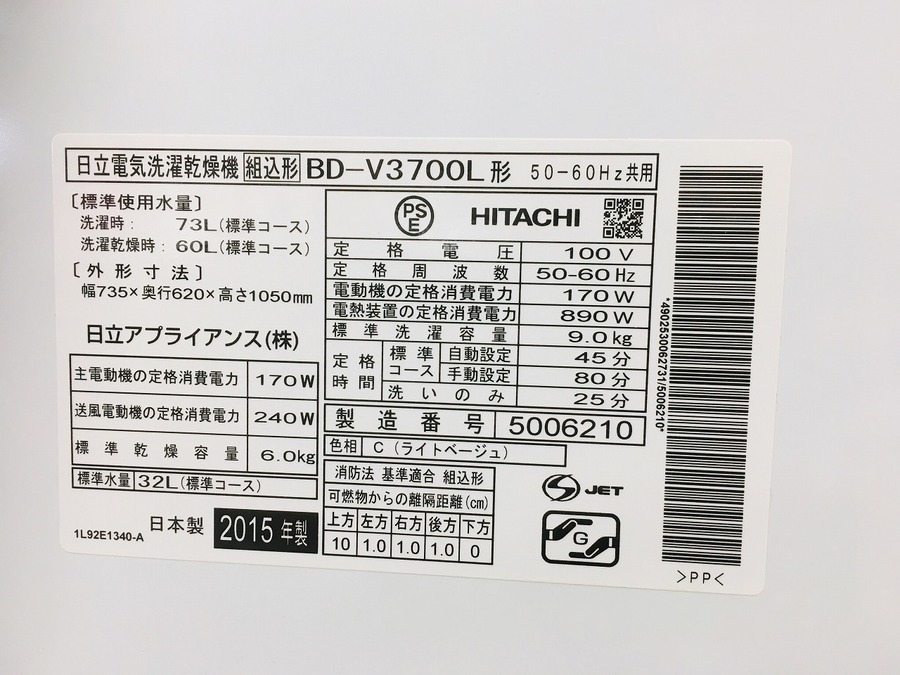 日立電気洗濯乾燥機 組込形 BD-V3700L形 50-60Hz共用
〔標準使用水量〕
洗濯時: 73L(標準コース)
洗濯乾燥時: 60L(標準コース)
〔外形寸法〕
幅735×奥行620×高さ1050mm
日立アプライアンス(株)
主電動機の定格消費電力 170W
送風電動機の定格消費電力 240W
標準乾燥容量 6.0kg
標準水量 32L(標準コース)
1L92E1340-A 日本製 2015年製
PSE HITACHI
定格電圧 100V
定格周波数 50-60Hz
電動機の定格消費電力 170W
電熱装置の定格消費電力 890W
標準洗濯容量 9.0kg
定格時間 標準コース 自動設定 45分
手動設定 80分
洗いのみ 25分
製造番号 5006210
色相 C(ライトベージュ)
消防法 基準適合 組込形
可燃物からの離隔距離(cm)
上方 左方 右方 後方 下方
10 1.0 1.0 1.0 0
S JET
G
*4902530062731/5006210*
>PP<